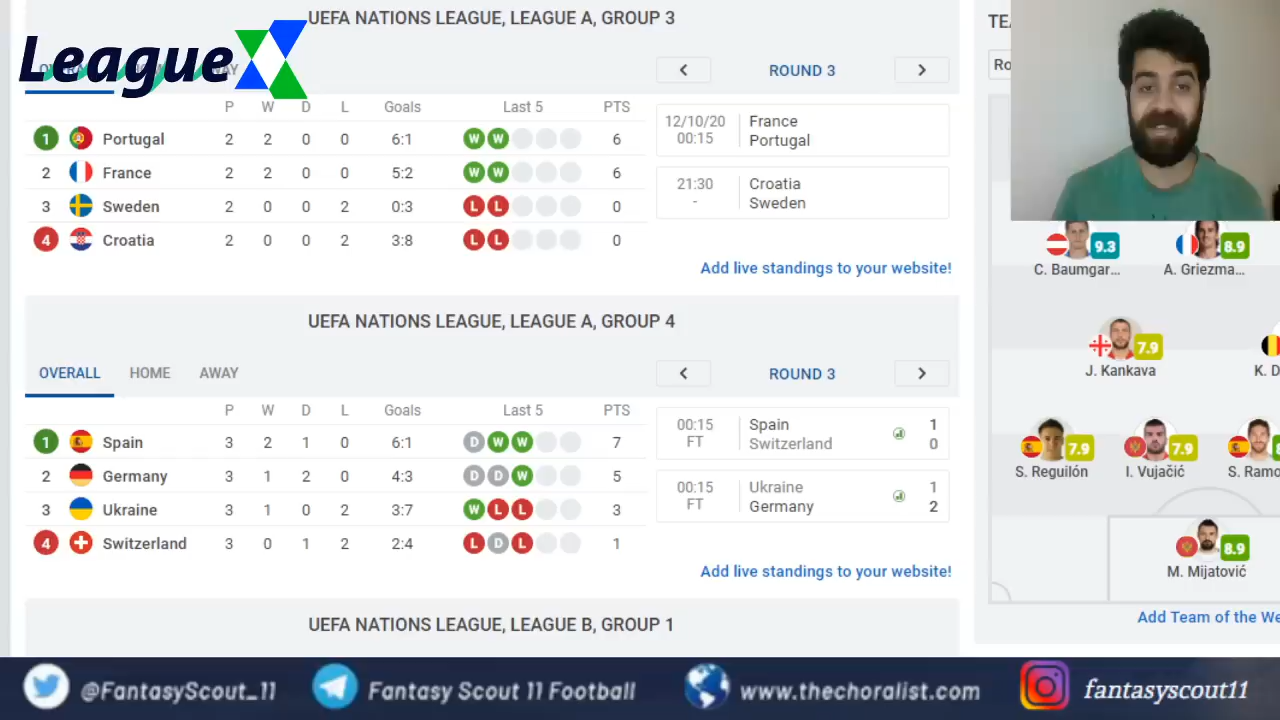 UEFA NATIONS LEAGUE, LEAGUE A, GROUP 3
LeagueX
ROUND 3
P W D L Goals Last 5 PTS
1 Portugal 2 2 0 0 6:1 W W 6
2 France 2 2 0 0 5:2 W W 6
3 Sweden 2 0 0 2 0:3 L L 0
4 Croatia 2 0 0 2 3:8 L L 0
12/10/20 France
00:15 Portugal
21:30 Croatia
- Sweden
Add live standings to your website!
UEFA NATIONS LEAGUE, LEAGUE A, GROUP 4
OVERALL HOME AWAY
ROUND 3
P W D L Goals Last 5 PTS
1 Spain 3 2 1 0 6:1 D W W 7
2 Germany 3 1 2 0 4:3 D D W 5
3 Ukraine 3 1 0 2 3:7 W L L 3
4 Switzerland 3 0 1 2 2:4 L D L 1
00:15 Spain 1
FT Switzerland 0
00:15 Ukraine 1
FT Germany 2
Add live standings to your website!
UEFA NATIONS LEAGUE, LEAGUE B, GROUP 1
TE
Ro
9.3 8.9
C. Baumgar... A. Griezma...
7.9
J. Kankava K. D
7.9 7.9
S. Reguilón I. Vujačić S. Ramo
8.9
M. Mijatović
Add Team of the We
@FantasyScout_11 Fantasy Scout 11 Football www.thechoralist.com fantasyscout11